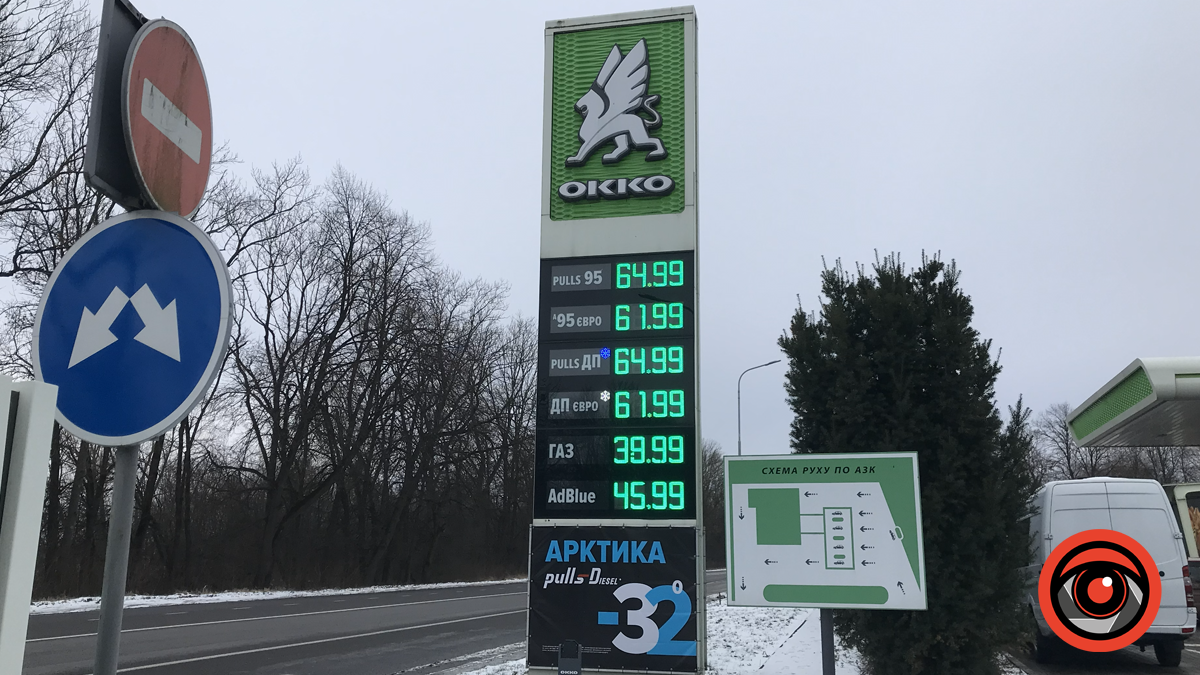 OKKO
PULLS 95 64.99
А95 ЄВРО 61.99
PULLS ДП 64.99
ДП ЄВРО 61.99
ГАЗ 39.99
AdBlue 45.99
АРКТИКА
pulls Diesel
-32°
OKKO
СХЕМА РУХУ ПО АЗК